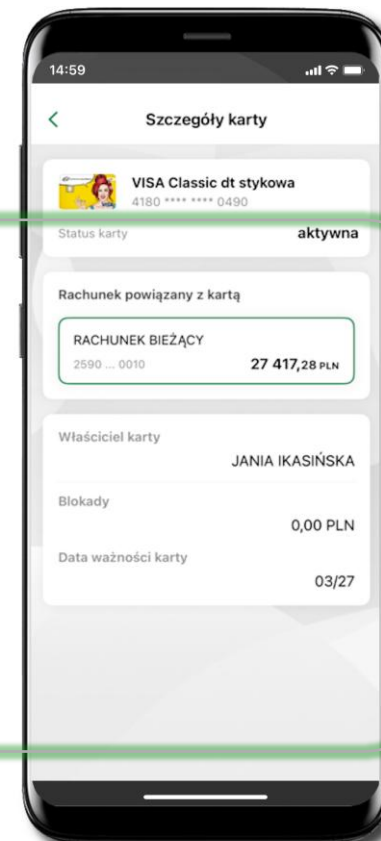 14:59
Szczegóły karty
VISA Classic dt stykowa
4180 **** **** 0490
Status karty aktywna
Rachunek powiązany z kartą
RACHUNEK BIEŻĄCY
2590 ... 0010 27 417,28 PLN
Właściciel karty
JANIA IKASIŃSKA
Blokady
0,00 PLN
Data ważności karty
03/27